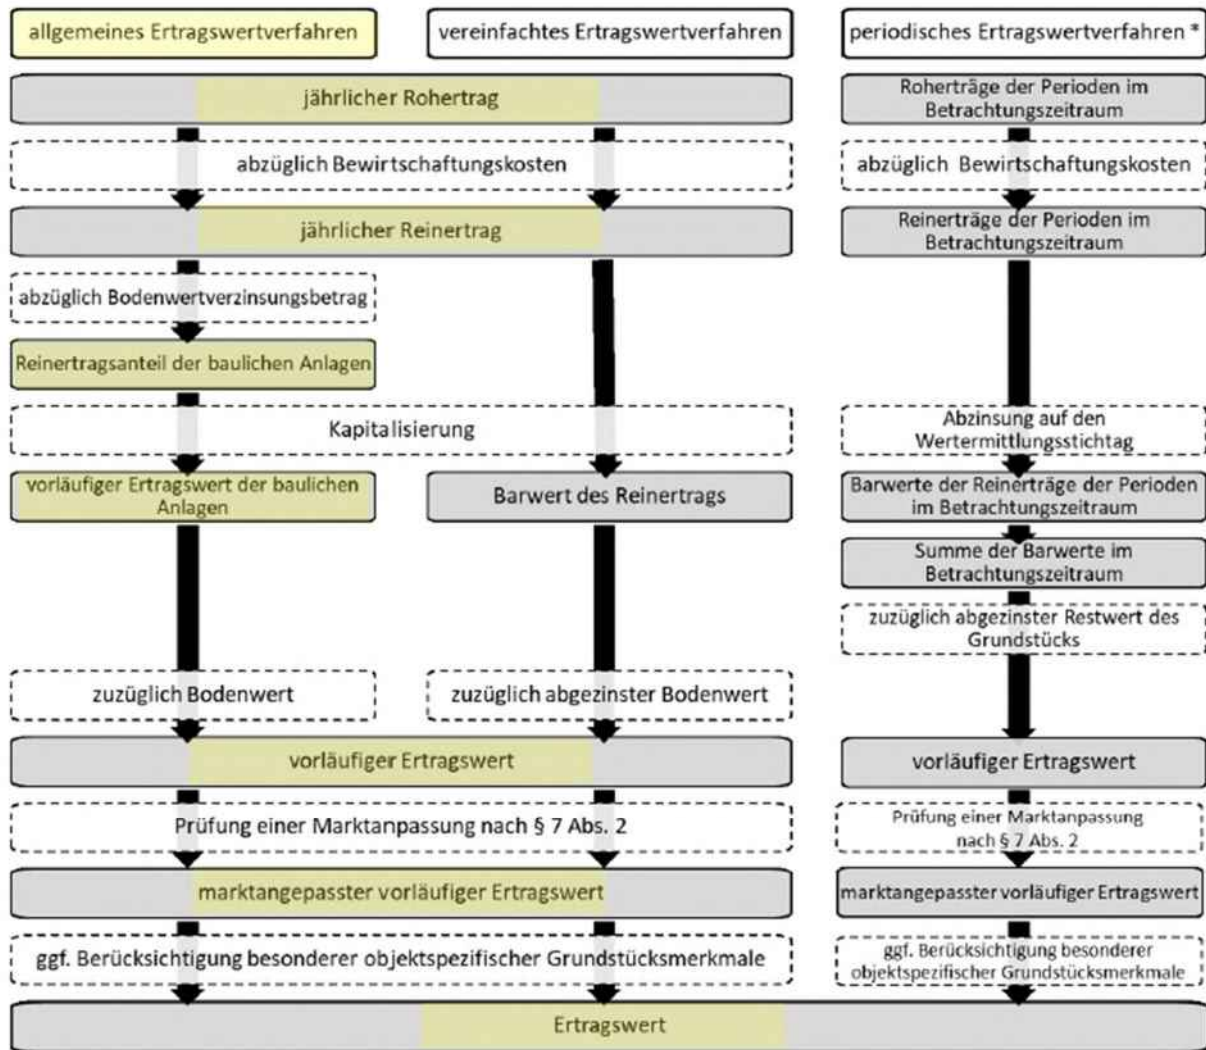 allgemeines Ertragswertverfahren
vereinfachtes Ertragswertverfahren
periodisches Ertragswertverfahren *
jährlicher Rohertrag
Roherträge der Perioden im
Betrachtungszeitraum
abzüglich Bewirtschaftungskosten
abzüglich Bewirtschaftungskosten
jährlicher Reinertrag
Reinerträge der Perioden im
Betrachtungszeitraum
abzüglich Bodenwertverzinsungsbetrag
Reinertragsanteil der baulichen Anlagen
Kapitalisierung
Abzinsung auf den
Wertermittlungsstichtag
vorläufiger Ertragswert der baulichen
Anlagen
Barwert des Reinertrags
Barwerte der Reinerträge der Perioden
im Betrachtungszeitraum
Summe der Barwerte im
Betrachtungszeitraum
zuzüglich abgezinster Restwert des
Grundstücks
zuzüglich Bodenwert
zuzüglich abgezinster Bodenwert
vorläufiger Ertragswert
vorläufiger Ertragswert
Prüfung einer Marktanpassung nach § 7 Abs. 2
Prüfung einer Marktanpassung
nach § 7 Abs. 2
marktangepasster vorläufiger Ertragswert
marktangepasster vorläufiger Ertragswert
ggf. Berücksichtigung besonderer objektspezifischer Grundstücksmerkmale
ggf. Berücksichtigung besonderer
objektspezifischer Grundstücksmerkmale
Ertragswert